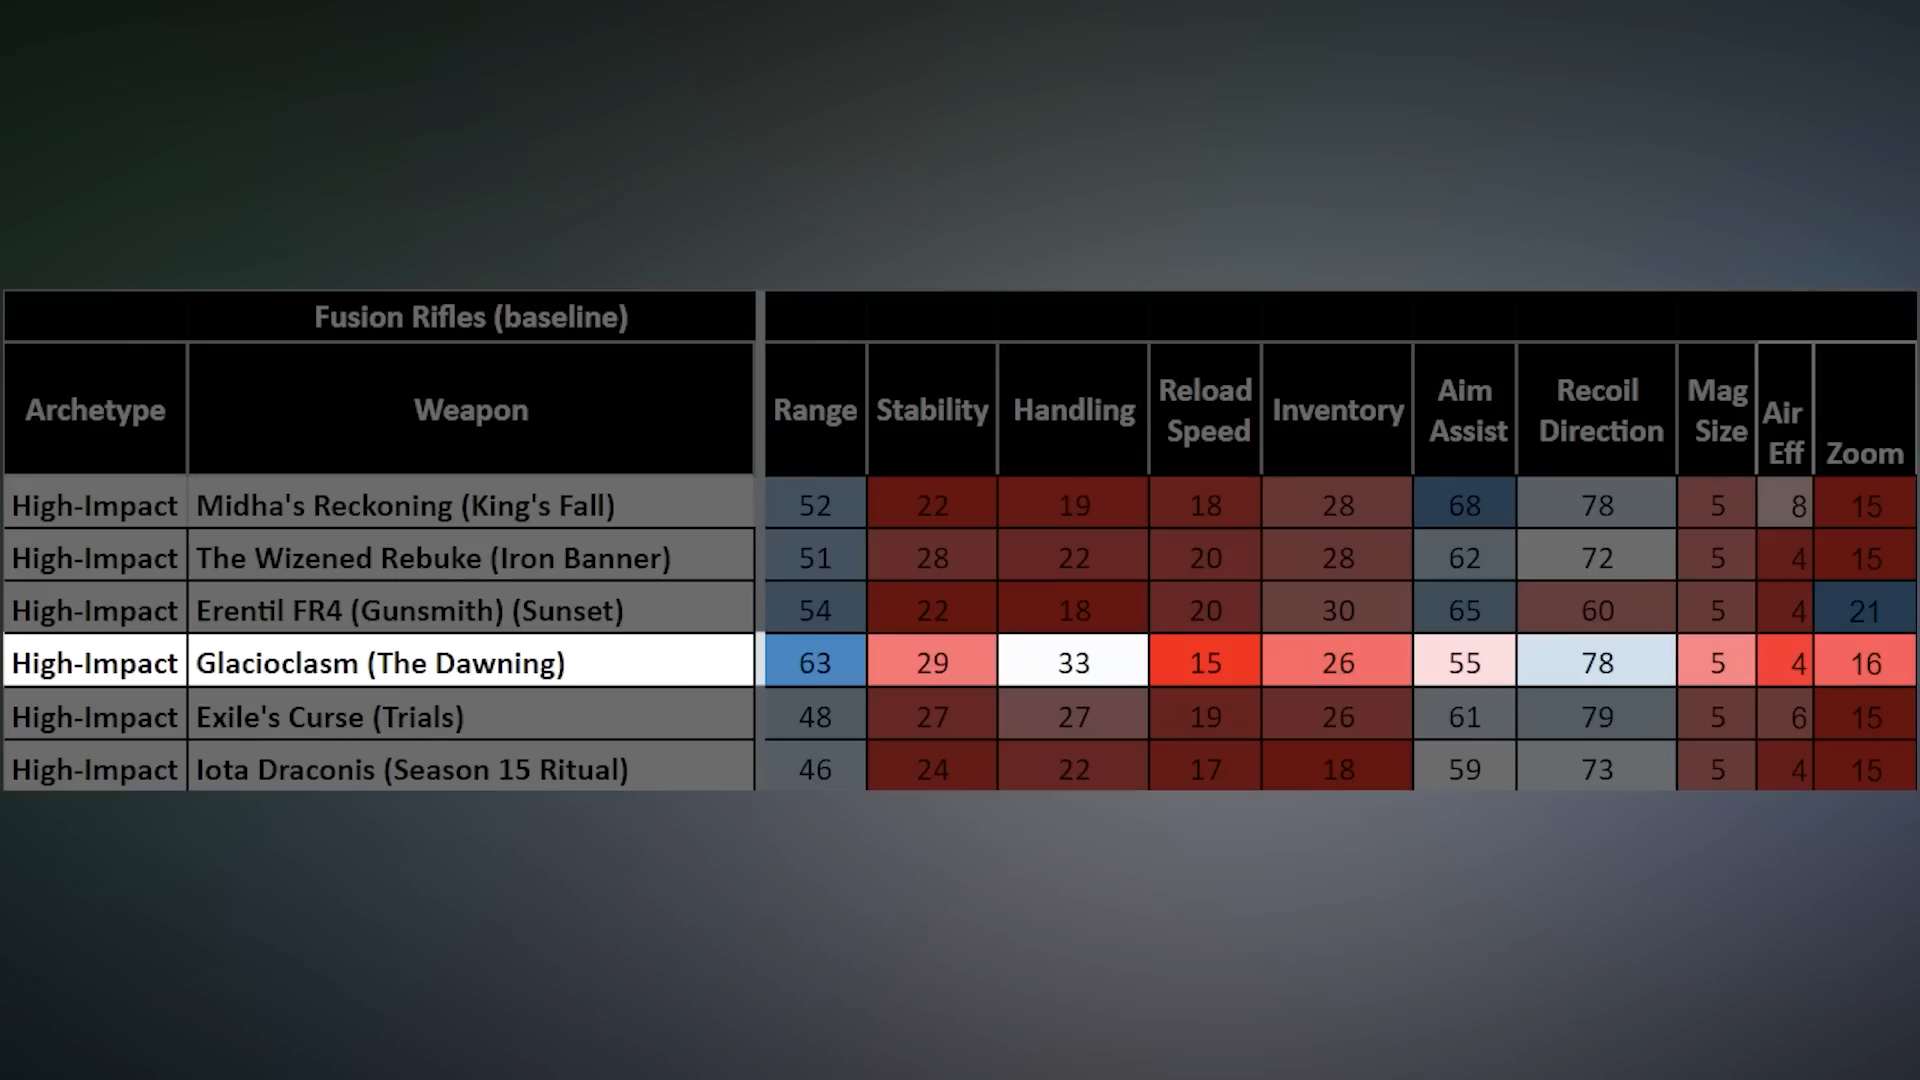 Fusion Rifles (baseline)
Archetype Weapon Range Stability Handling Reload Speed Inventory Aim Assist Recoil Direction Mag Size Air Eff Zoom
High-Impact Midha's Reckoning (King's Fall) 52 22 19 18 28 68 78 5 8 15
High-Impact The Wizened Rebuke (Iron Banner) 51 28 22 20 28 62 72 5 4 15
High-Impact Erentil FR4 (Gunsmith) (Sunset) 54 22 18 20 30 65 60 5 4 21
High-Impact Glacioclasm (The Dawning) 63 29 33 15 26 55 78 5 4 16
High-Impact Exile's Curse (Trials) 48 27 27 19 26 61 79 5 6 15
High-Impact Iota Draconis (Season 15 Ritual) 46 24 22 17 18 59 73 5 4 15